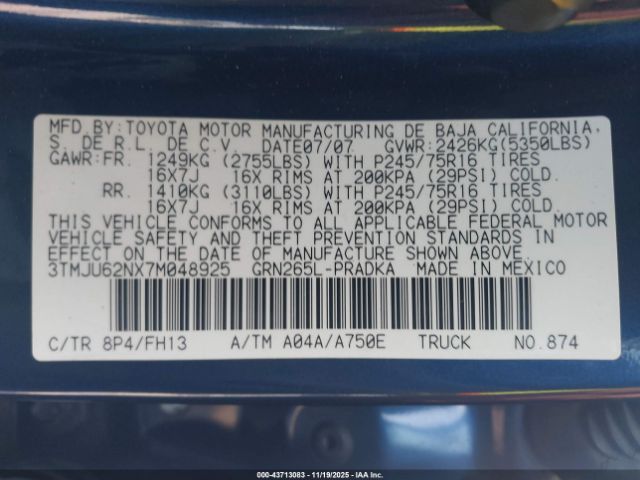 MFD.BY:TOYOTA MOTOR MANUFACTURING DE BAJA CALIFORNIA,
S. DE R.L. DE C.V. DATE07/07 GVWR:2426KG(5350LBS)
GAWR:FR. 1249KG (2755LBS) WITH P245/75R16 TIRES
16X7J 16X RIMS AT 200KPA (29PSI) COLD.
RR. 1410KG (3110LBS) WITH P245/75R16 TIRES
16X7J 16X RIMS AT 200KPA (29PSI) COLD.
THIS VEHICLE CONFORMS TO ALL APPLICABLE FEDERAL MOTOR
VEHICLE SAFETY AND THEFT PREVENTION STANDARDS IN
EFFECT ON THE DATE OF MANUFACTURE SHOWN ABOVE.
3TMJU62NX7M048925 GRN265L-PRADKA MADE IN MEXICO
C/TR 8P4/FH13 A/TM A04A/A750E TRUCK NO.874
000-43713083 - 11/19/2025 - IAAI.COM